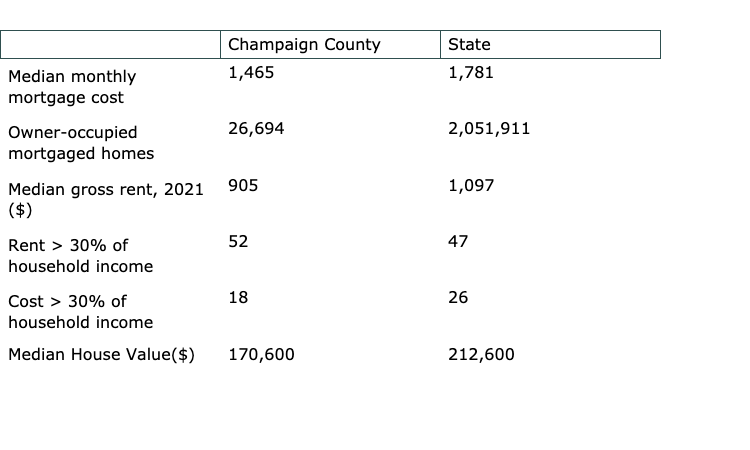 Champaign County State
Median monthly 1,465 1,781
mortgage cost
Owner-occupied 26,694 2,051,911
mortgaged homes
Median gross rent, 2021 905 1,097
($)
Rent > 30% of 52 47
household income
Cost > 30% of 18 26
household income
Median House Value($) 170,600 212,600